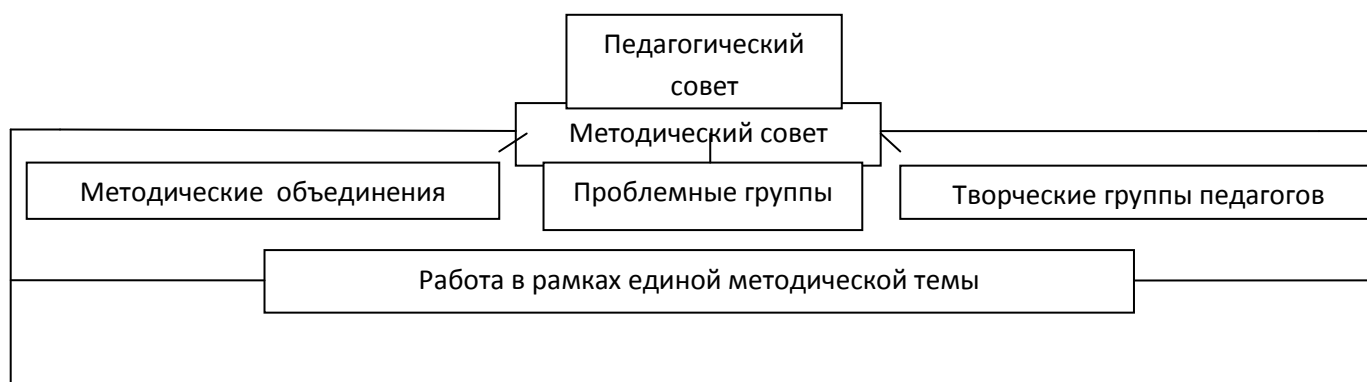 Педагогический
совет
Методический совет
Методические объединения
Проблемные группы
Творческие группы педагогов
Работа в рамках единой методической темы